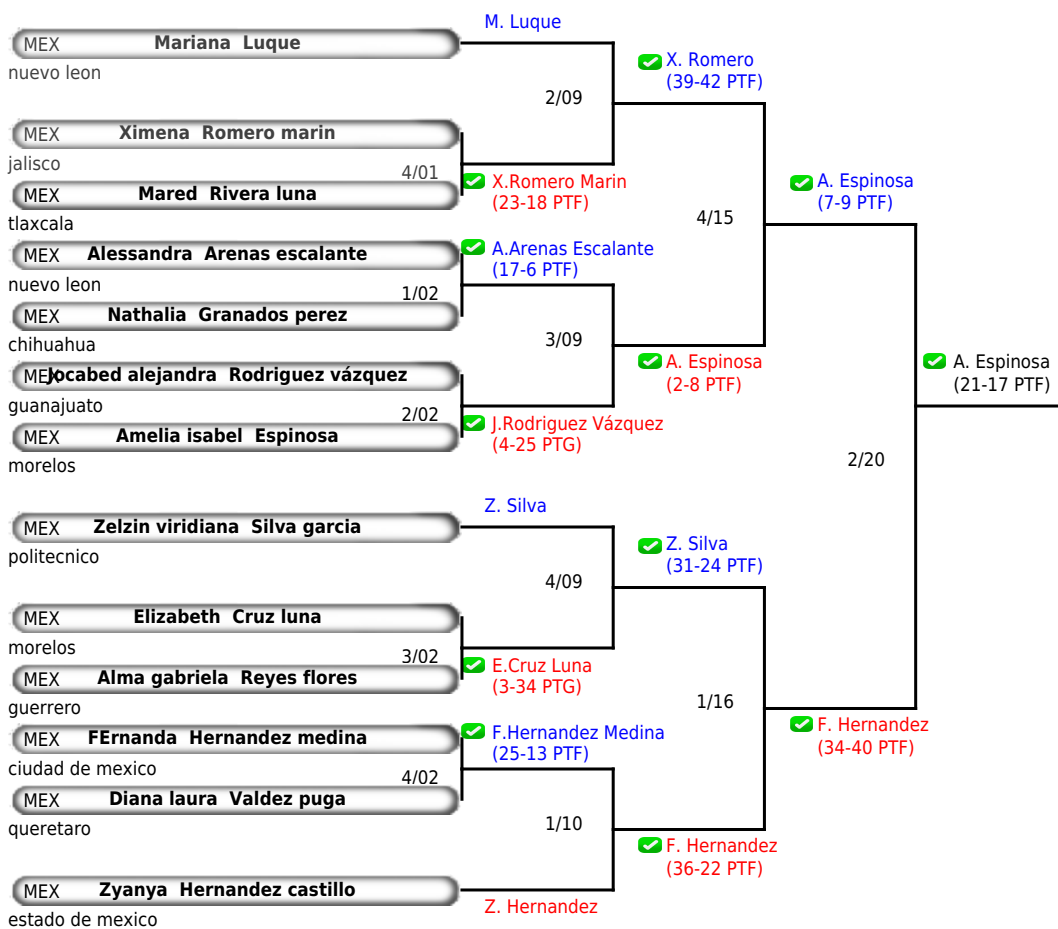 M. Luque
MEX Mariana Luque
nuevo leon
X. Romero
(39-42 PTF)
2/09
MEX Ximena Romero marin
jalisco
4/01
X.Romero Marin
(23-18 PTF)
A. Espinosa
(7-9 PTF)
MEX Mared Rivera luna
tlaxcala
4/15
MEX Alessandra Arenas escalante
nuevo leon
A.Arenas Escalante
(17-6 PTF)
1/02
MEX Nathalia Granados perez
chihuahua
3/09
A. Espinosa
(2-8 PTF)
A. Espinosa
(21-17 PTF)
MEX Jocabed alejandra Rodriguez vázquez
guanajuato
2/02
J.Rodriguez Vázquez
(4-25 PTG)
MEX Amelia isabel Espinosa
morelos
2/20
Z. Silva
MEX Zelzin viridiana Silva garcia
politecnico
Z. Silva
(31-24 PTF)
4/09
MEX Elizabeth Cruz luna
morelos
3/02
E.Cruz Luna
(3-34 PTG)
MEX Alma gabriela Reyes flores
guerrero
1/16
F. Hernandez
(34-40 PTF)
MEX FErnanda Hernandez medina
ciudad de mexico
F.Hernandez Medina
(25-13 PTF)
4/02
MEX Diana laura Valdez puga
queretaro
1/10
F. Hernandez
(36-22 PTF)
MEX Zyanya Hernandez castillo
estado de mexico
Z. Hernandez